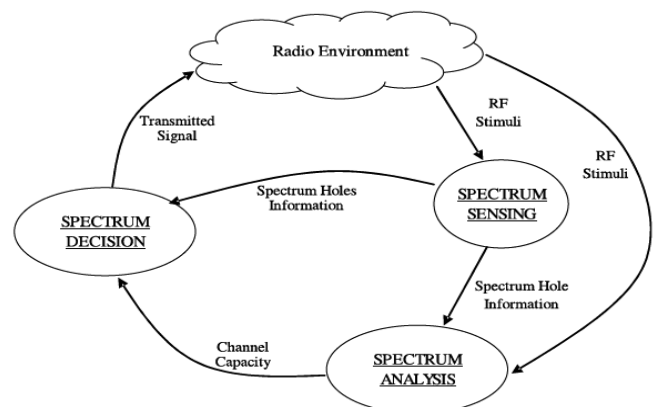 Radio Environment
RF
Stimuli
Transmitted
Signal
RF
Stimuli
Spectrum Holes
Information
SPECTRUM
SENSING
SPECTRUM
DECISION
Spectrum Hole
Information
Channel
Capacity
SPECTRUM
ANALYSIS